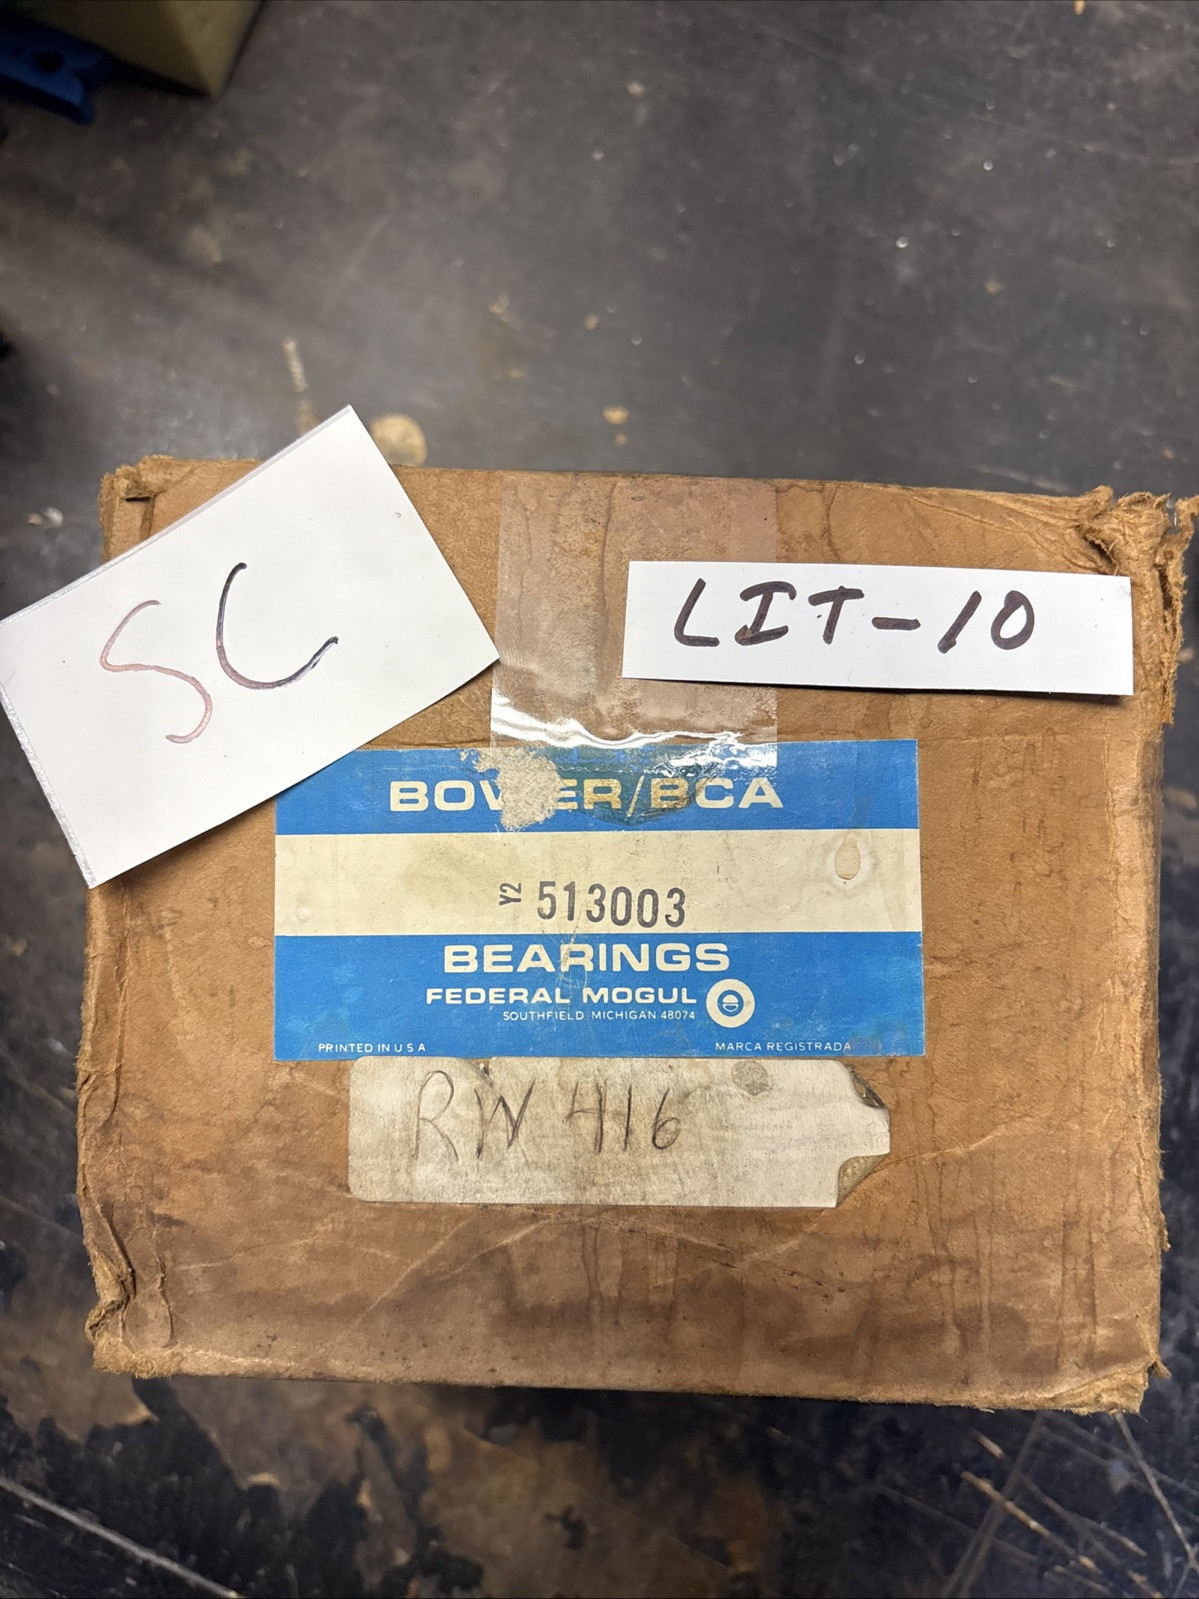 SC
LIT-10
BOWER/BCA
Y2 513003
BEARINGS
FEDERAL MOGUL
SOUTHFIELD MICHIGAN 48074
PRINTED IN U S A
MARCA REGISTRADA
RW 416